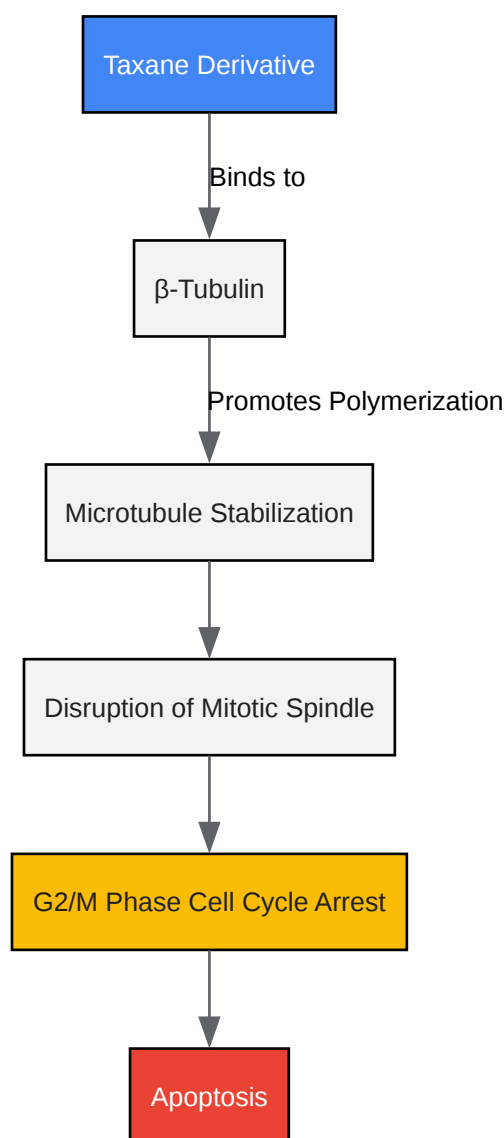 Taxane Derivative
Binds to
β-Tubulin
Promotes Polymerization
Microtubule Stabilization
Disruption of Mitotic Spindle
G2/M Phase Cell Cycle Arrest
Apoptosis